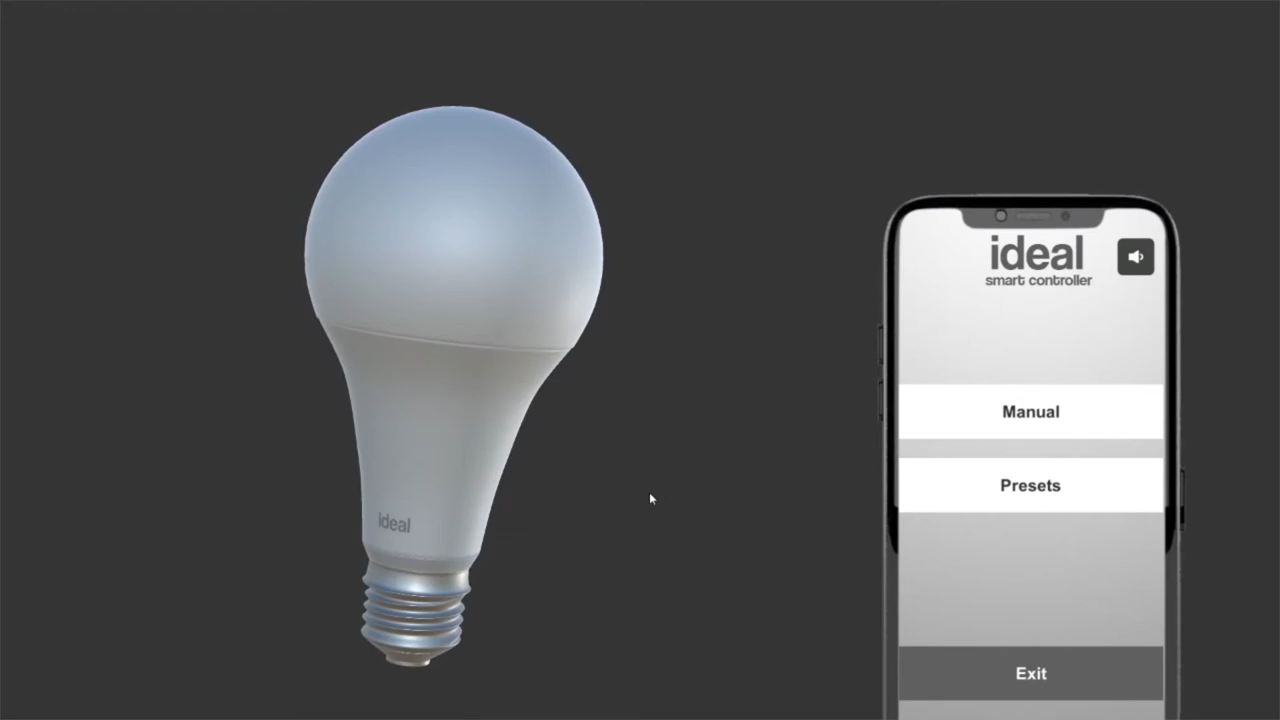 ideal
ideal
smart controller
Manual
Presets
Exit